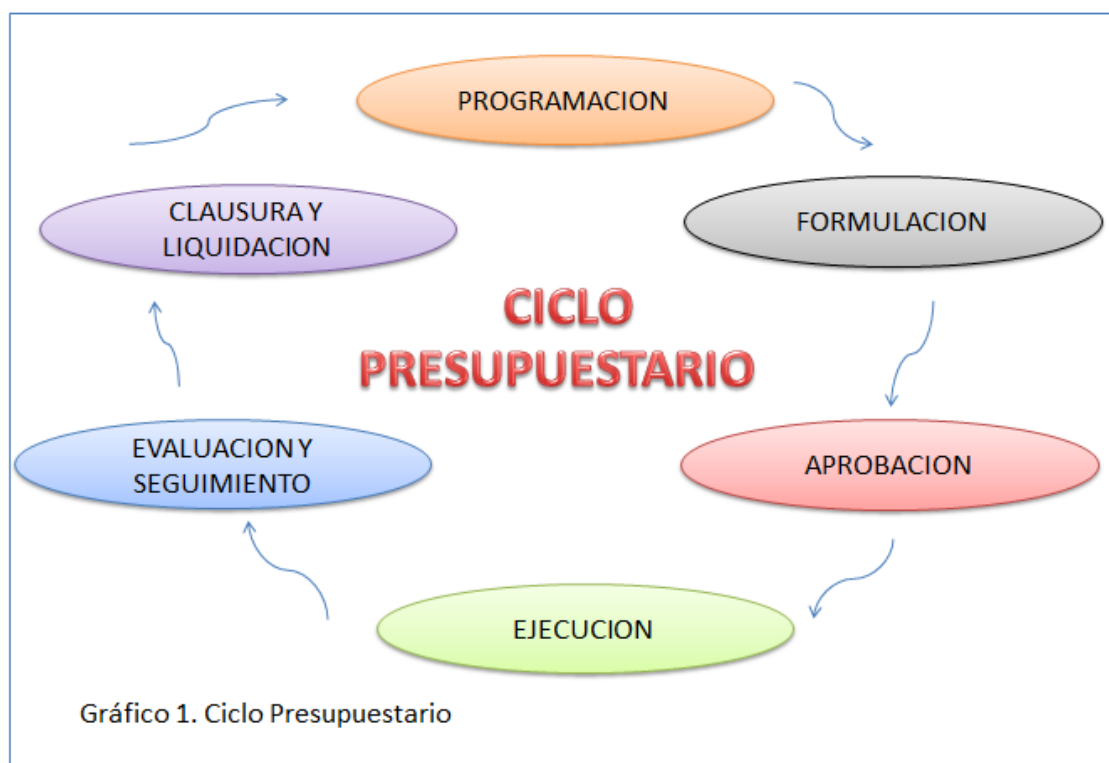 PROGRAMACION
FORMULACION
APROBACION
EJECUCION
EVALUACION Y
SEGUIMIENTO
CLAUSURA Y
LIQUIDACION
CICLO
PRESUPUESTARIO
Gráfico 1. Ciclo Presupuestario